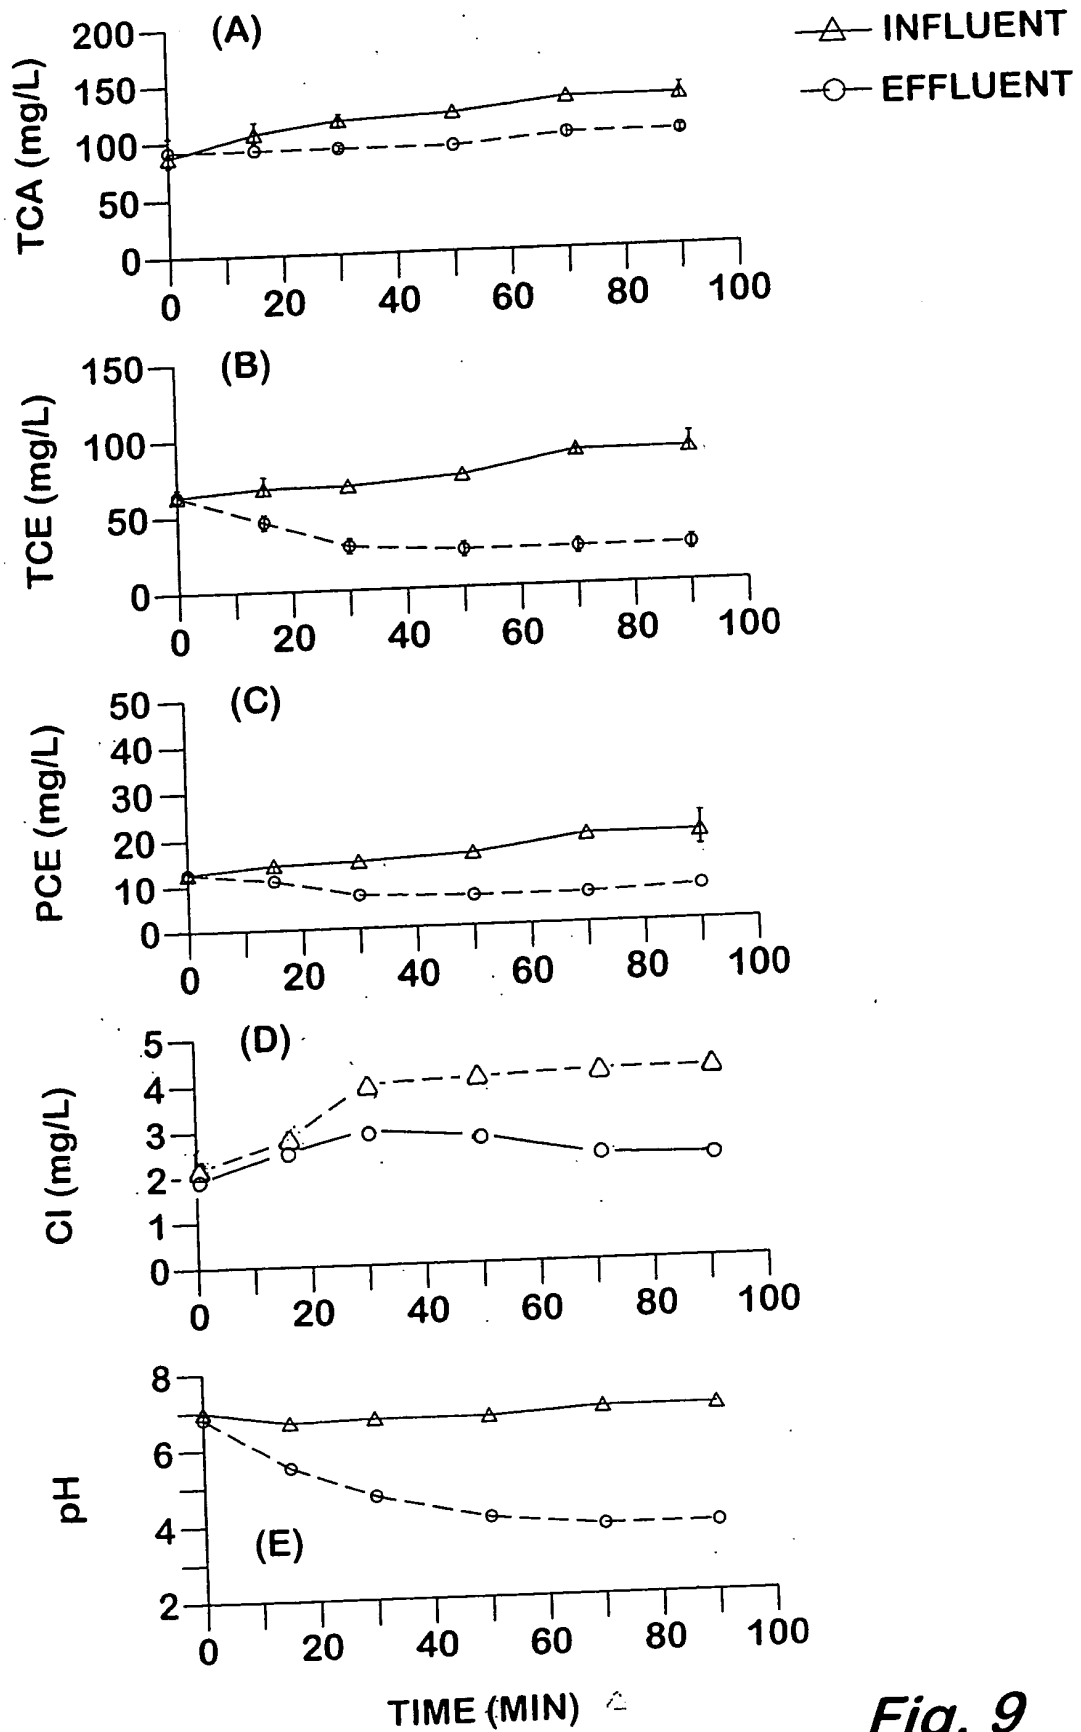 INFLUENT
EFFLUENT
(A)
TCA (mg/L)
200
150
100
50
0
0 20 40 60 80 100
(B)
TCE (mg/L)
150
100
50
0
0 20 40 60 80 100
(C)
PCE (mg/L)
50
40
30
20
10
0
0 20 40 60 80 100
(D)
Cl (mg/L)
5
4
3
2
1
0
0 20 40 60 80 100
(E)
pH
8
6
4
2
0 20 40 60 80 100
TIME (MIN)
Fig. 9